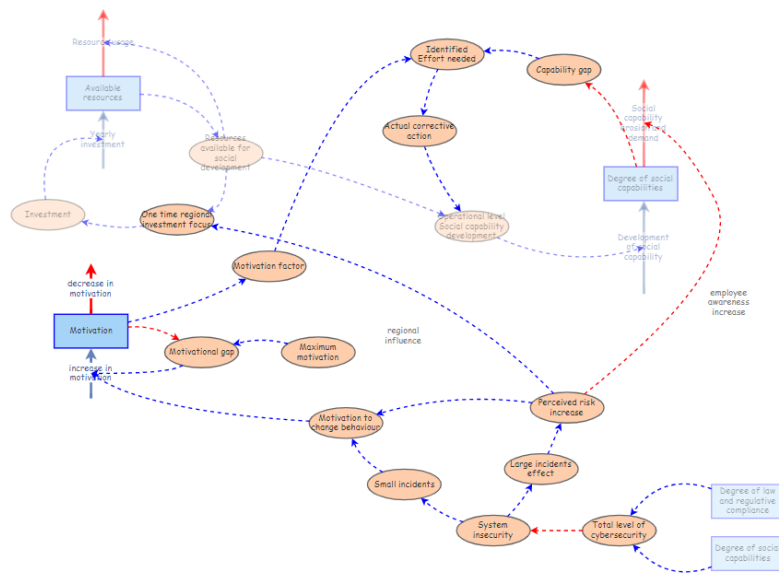 Resource usage
Available
resources
Yearly
investment
Resources
available for
social
development
Investment
One time regional
investment focus
Identified
Effort needed
Capability gap
Actual corrective
action
Social
capability
erosion and
demand
Degree of social
capabilities
Operational level
Social capability
development
Development
of social
capability
Motivation factor
decrease in
motivation
Motivation
increase in
motivation
Motivational gap
Maximum
motivation
regional
influence
employee
awareness
increase
Perceived risk
increase
Motivation to
change behaviour
Large incidents
effect
Small incidents
System
insecurity
Total level of
cybersecurity
Degree of law
and regulative
compliance
Degree of social
capabilities